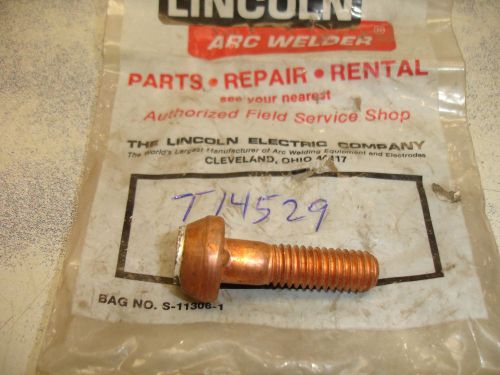 LINCOLN
ARC WELDER
PARTS • REPAIR • RENTAL
see your nearest
Authorized Field Service Shop
THE LINCOLN ELECTRIC COMPANY
The World's Largest Manufacturer of Arc Welding Equipment and Electrodes
CLEVELAND, OHIO 44117
T14529
BAG NO. S-11306-1